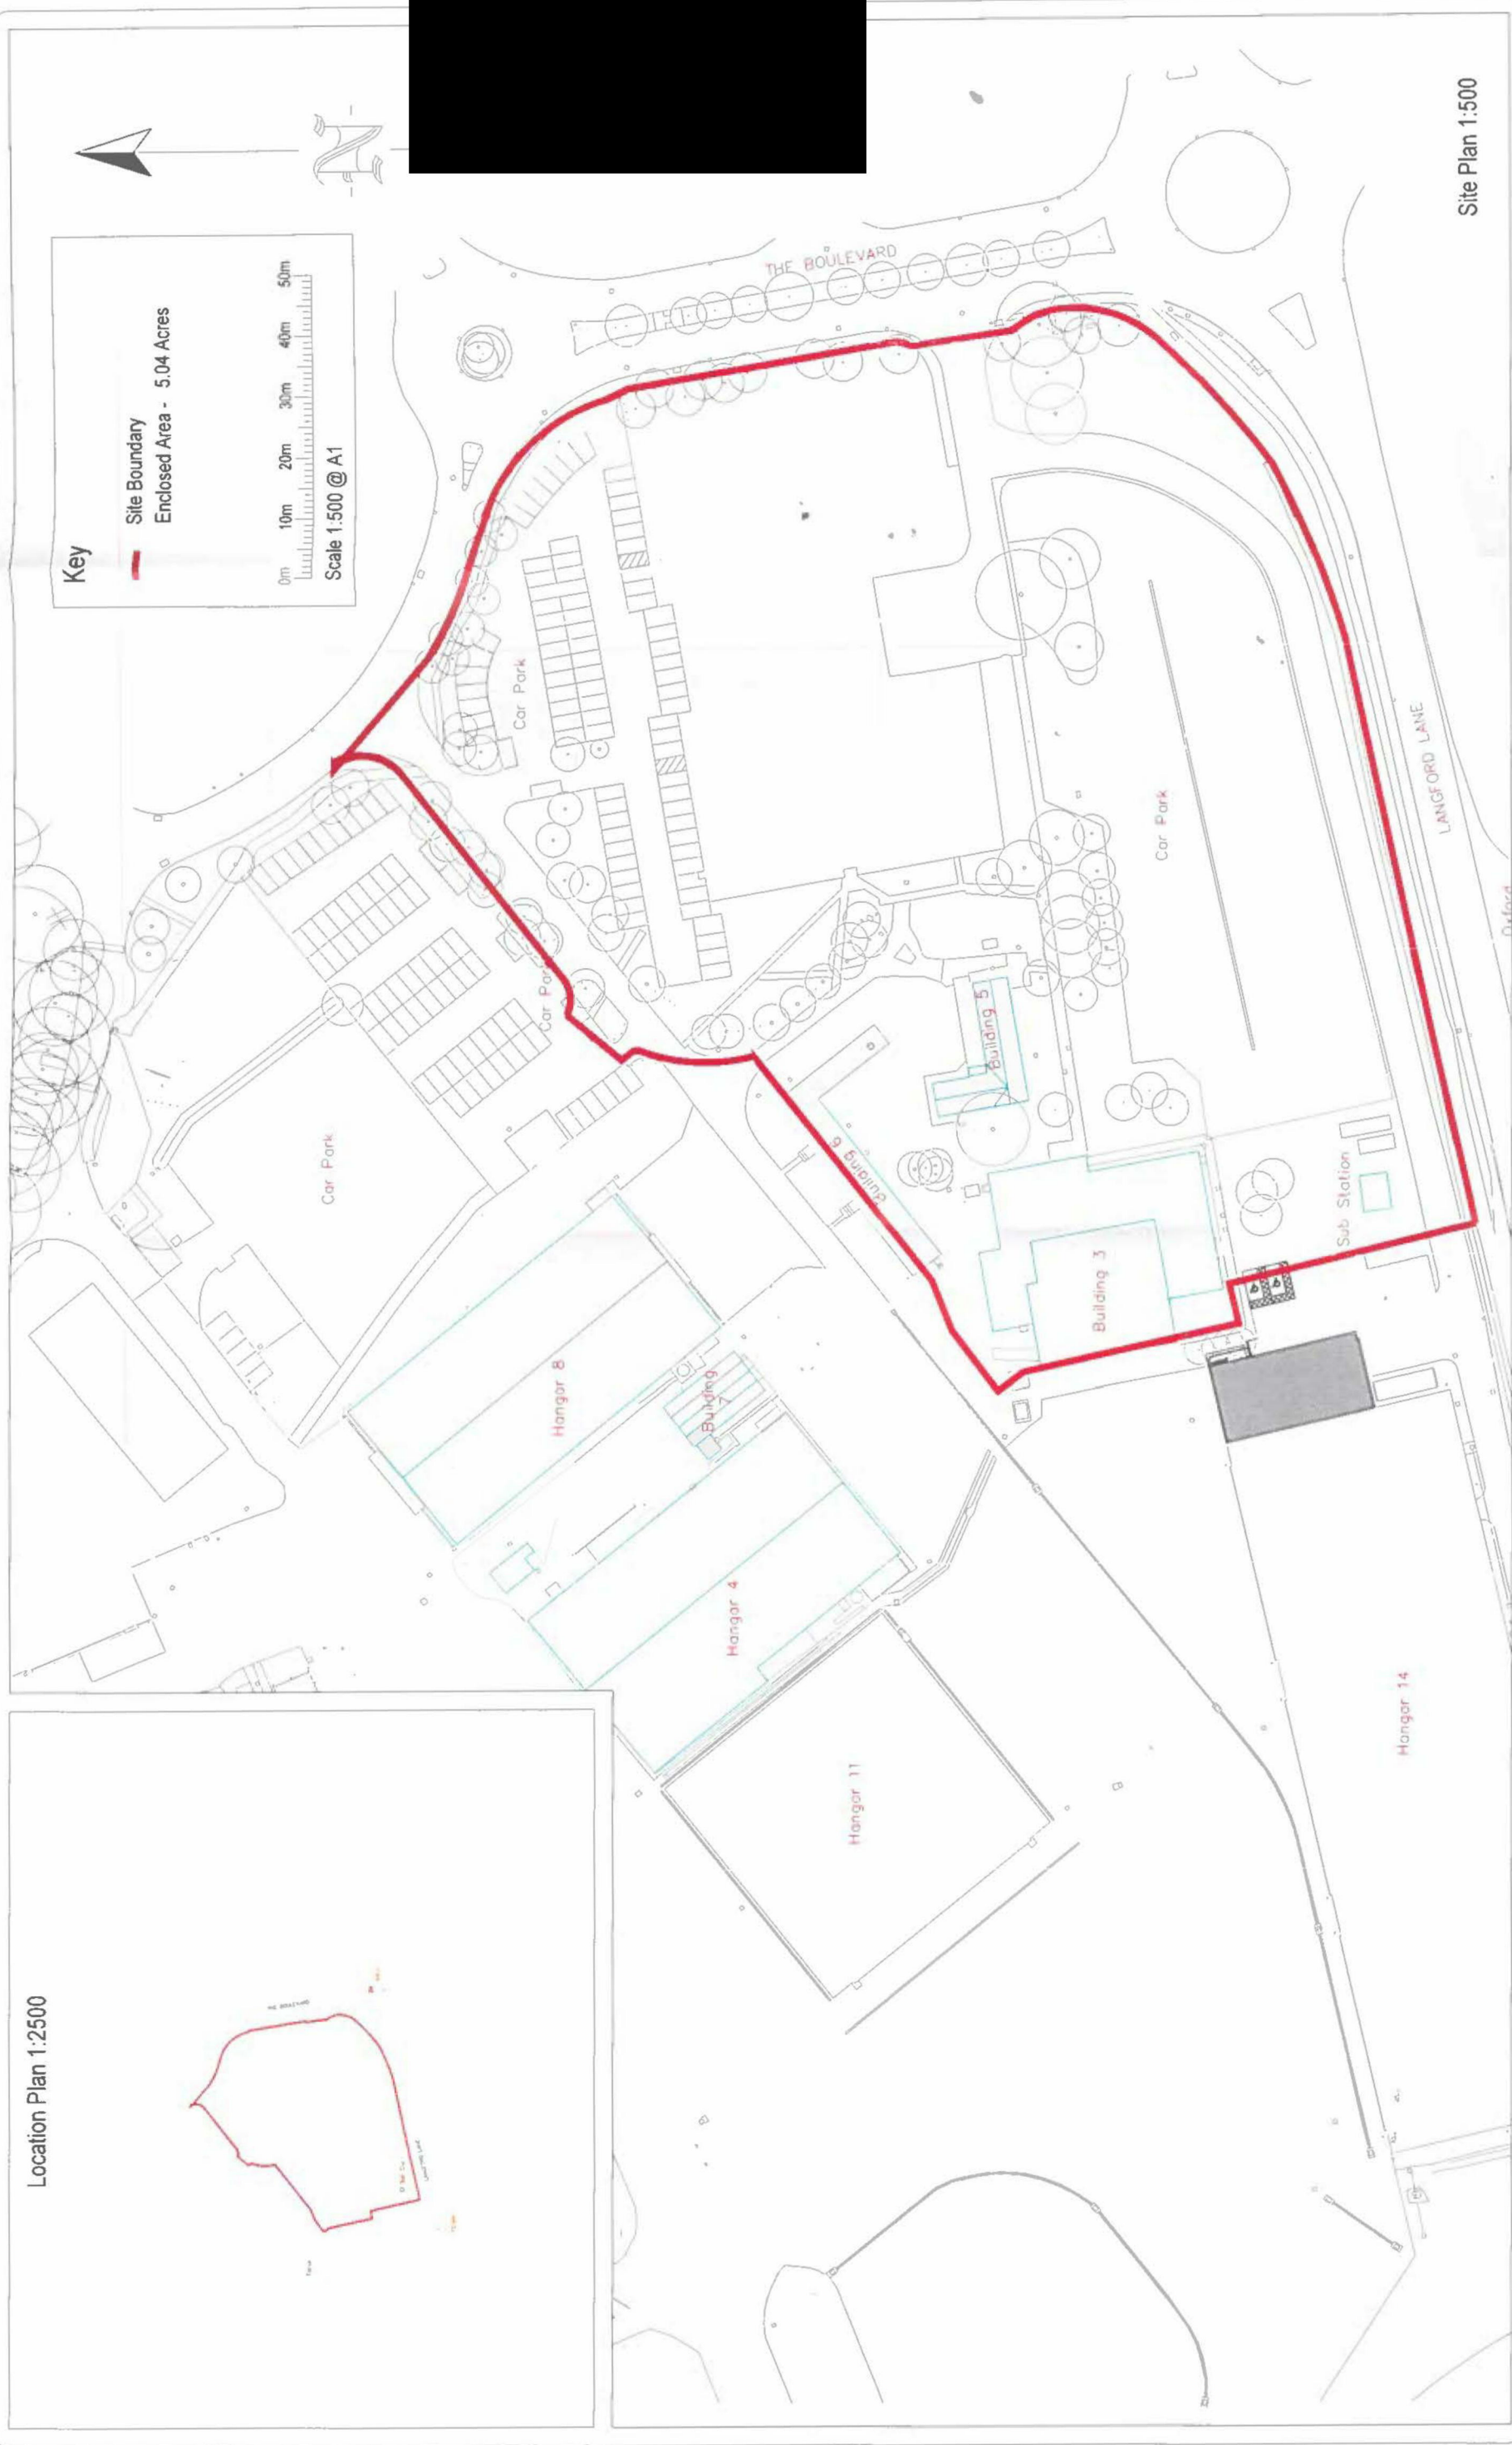 Location Plan 1:2500
Key
Site Boundary
Enclosed Area - 5.04 Acres
0m 10m 20m 30m 40m 50m
Scale 1:500 @ A1
N
Car Park
Car Park
Car Park
Hangar 8
Building
7
Hangar 4
Hangar 11
Building 6
Building 5
Building 3
Car Park
Sub Station
Hangar 14
THE BOULEVARD
LANGFORD LANE
Site Plan 1:500